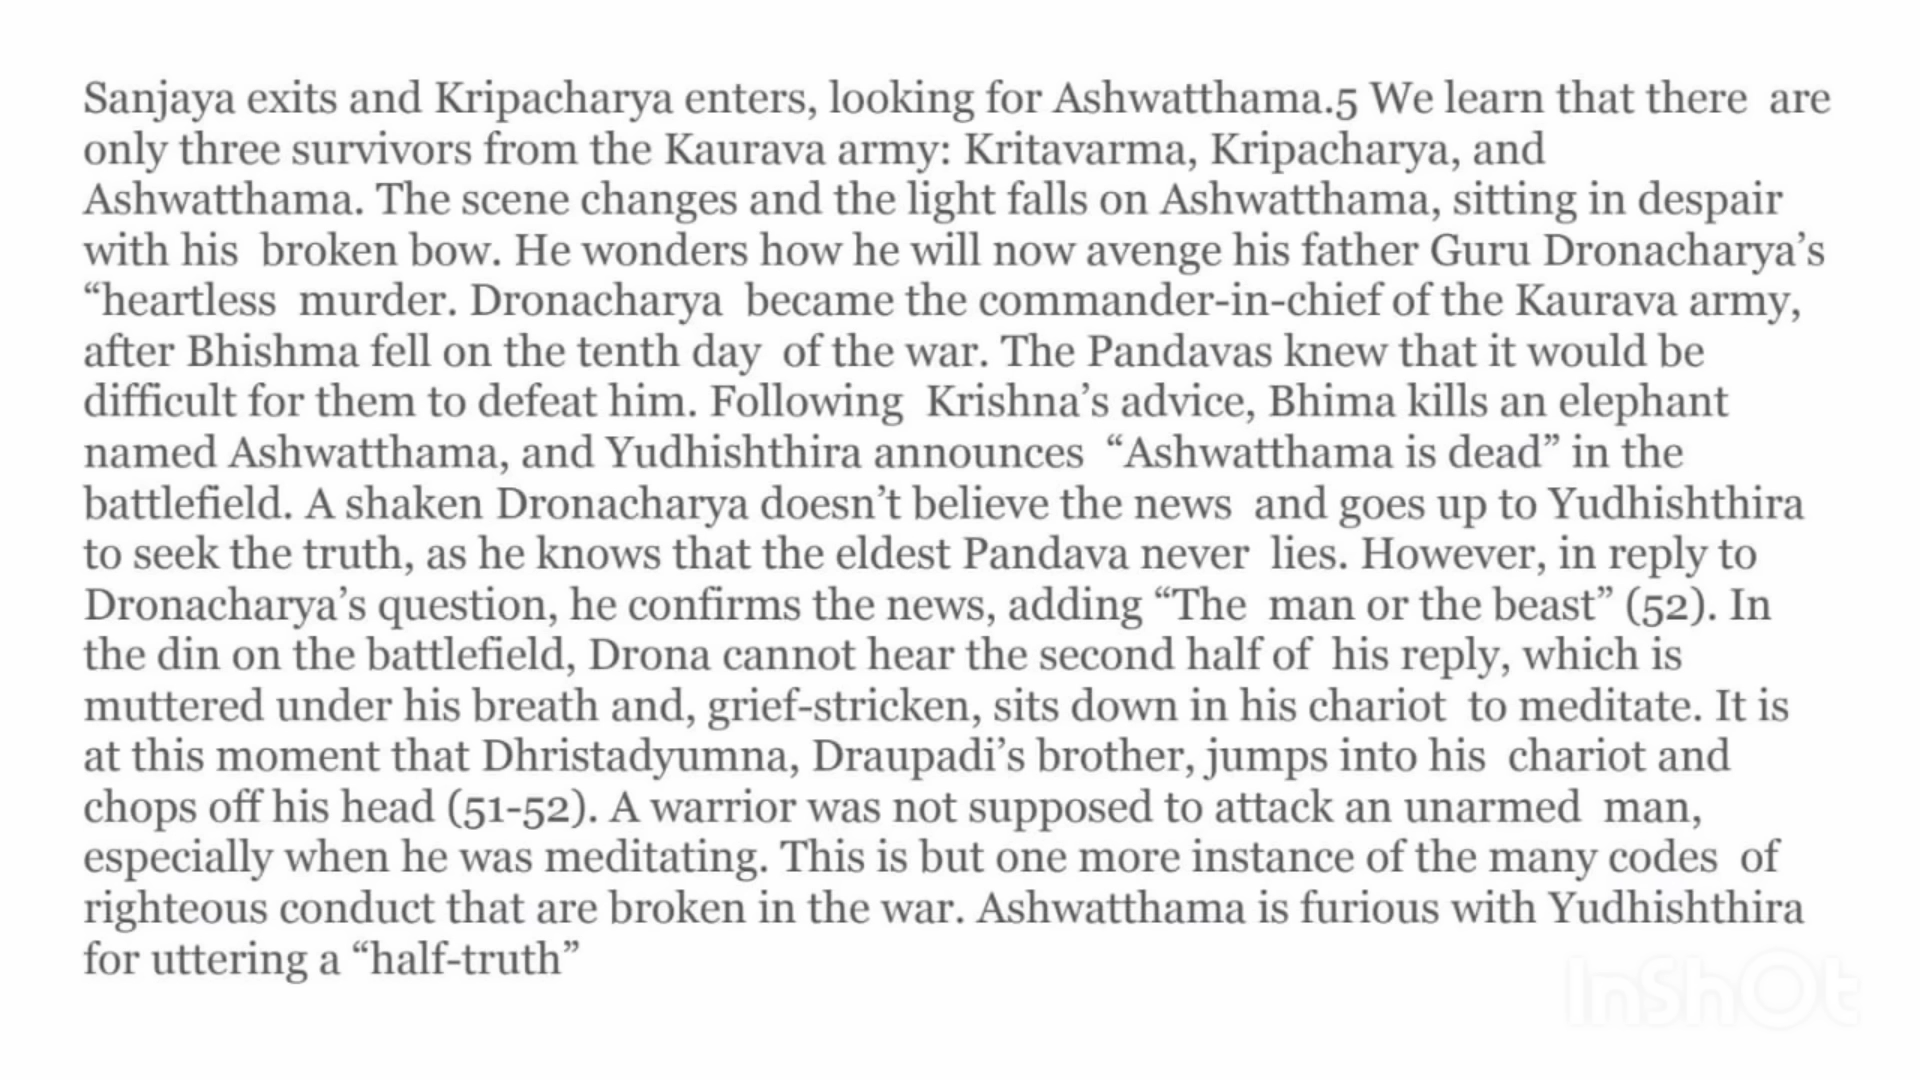 Sanjaya exits and Kripacharya enters, looking for Ashwatthama.5 We learn that there are
only three survivors from the Kaurava army: Kritavarma, Kripacharya, and
Ashwatthama. The scene changes and the light falls on Ashwatthama, sitting in despair
with his broken bow. He wonders how he will now avenge his father Guru Dronacharya’s
“heartless murder. Dronacharya became the commander-in-chief of the Kaurava army,
after Bhishma fell on the tenth day of the war. The Pandavas knew that it would be
difficult for them to defeat him. Following Krishna’s advice, Bhima kills an elephant
named Ashwatthama, and Yudhishthira announces “Ashwatthama is dead” in the
battlefield. A shaken Dronacharya doesn’t believe the news and goes up to Yudhishthira
to seek the truth, as he knows that the eldest Pandava never lies. However, in reply to
Dronacharya’s question, he confirms the news, adding “The man or the beast” (52). In
the din on the battlefield, Drona cannot hear the second half of his reply, which is
muttered under his breath and, grief-stricken, sits down in his chariot to meditate. It is
at this moment that Dhristadyumna, Draupadi’s brother, jumps into his chariot and
chops off his head (51-52). A warrior was not supposed to attack an unarmed man,
especially when he was meditating. This is but one more instance of the many codes of
righteous conduct that are broken in the war. Ashwatthama is furious with Yudhishthira
for uttering a “half-truth”
InShOt